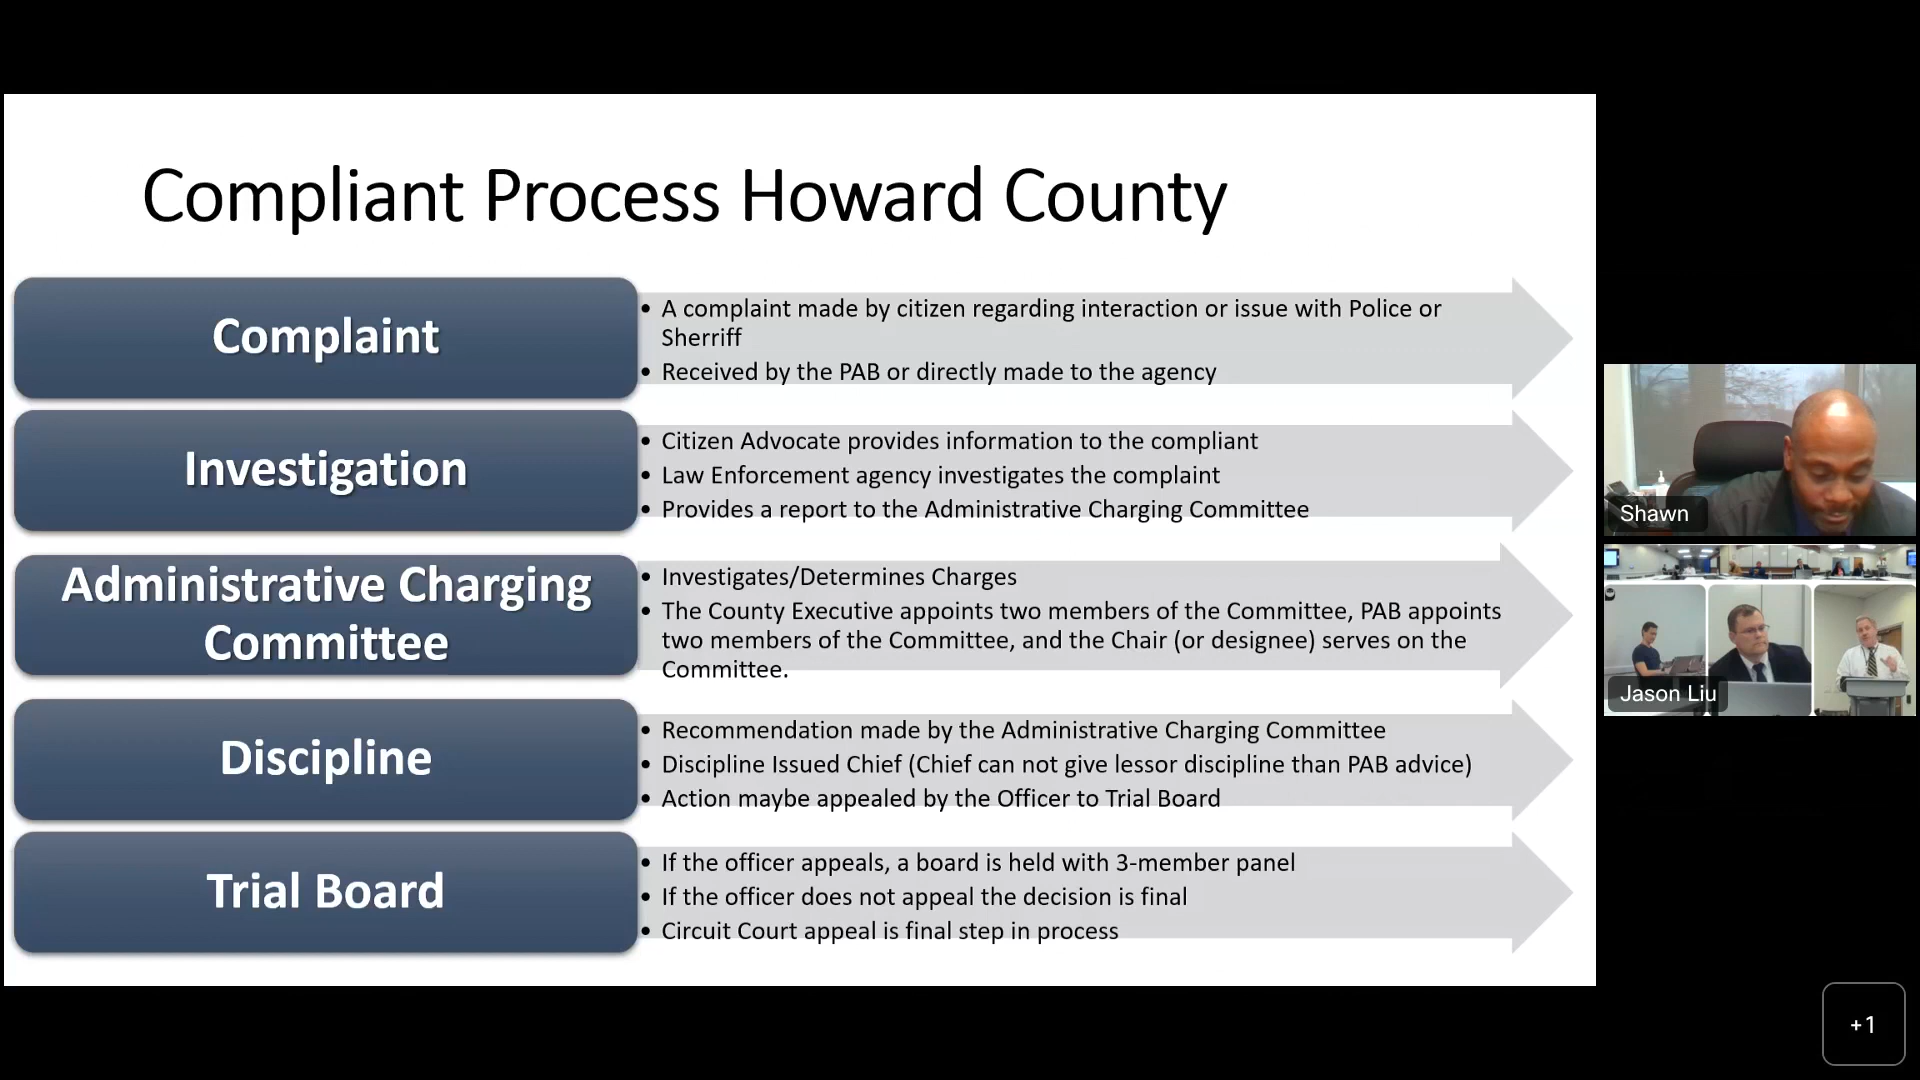 Compliant Process Howard County
Complaint
• A complaint made by citizen regarding interaction or issue with Police or
Sherriff
• Received by the PAB or directly made to the agency
Investigation
• Citizen Advocate provides information to the compliant
• Law Enforcement agency investigates the complaint
• Provides a report to the Administrative Charging Committee
Administrative Charging
Committee
• Investigates/Determines Charges
• The County Executive appoints two members of the Committee, PAB appoints
two members of the Committee, and the Chair (or designee) serves on the
Committee.
Discipline
• Recommendation made by the Administrative Charging Committee
• Discipline Issued Chief (Chief can not give lessor discipline than PAB advice)
• Action maybe appealed by the Officer to Trial Board
Trial Board
• If the officer appeals, a board is held with 3-member panel
• If the officer does not appeal the decision is final
• Circuit Court appeal is final step in process
Shawn
Jason Liu
+1